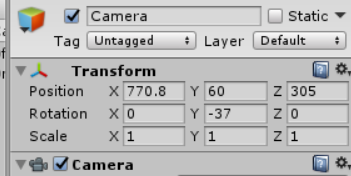 Camera Static
Tag Untagged Layer Default
Transform
Position X 770.8 Y 60 Z 305
Rotation X 0 Y -37 Z 0
Scale X 1 Y 1 Z 1
Camera